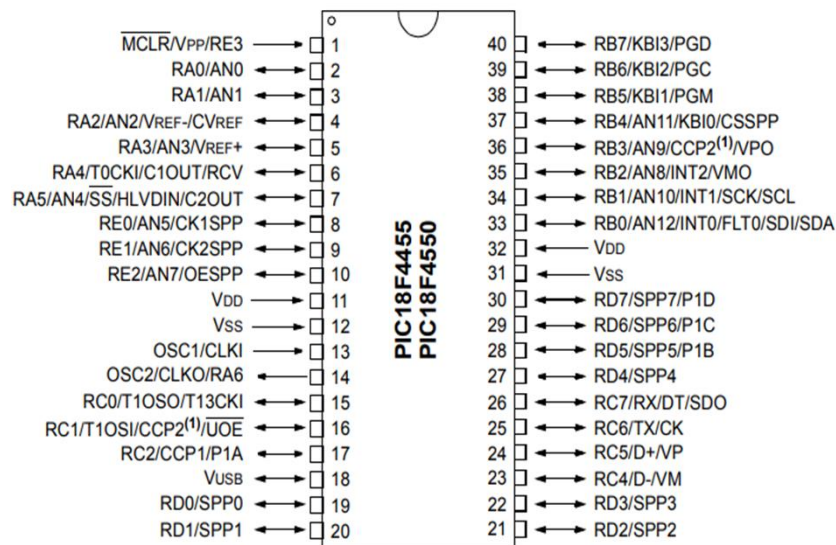 MCLR/VPP/RE3 1
RA0/AN0 2
RA1/AN1 3
RA2/AN2/VREF-/CVREF 4
RA3/AN3/VREF+ 5
RA4/T0CKI/C1OUT/RCV 6
RA5/AN4/SS/HLVDIN/C2OUT 7
RE0/AN5/CK1SPP 8
RE1/AN6/CK2SPP 9
RE2/AN7/OESPP 10
VDD 11
VSS 12
OSC1/CLKI 13
OSC2/CLKO/RA6 14
RC0/T1OSO/T13CKI 15
RC1/T1OSI/CCP2(1)/UOE 16
RC2/CCP1/P1A 17
VUSB 18
RD0/SPP0 19
RD1/SPP1 20
PIC18F4455
PIC18F4550
40 RB7/KBI3/PGD
39 RB6/KBI2/PGC
38 RB5/KBI1/PGM
37 RB4/AN11/KBI0/CSSPP
36 RB3/AN9/CCP2(1)/VPO
35 RB2/AN8/INT2/VMO
34 RB1/AN10/INT1/SCK/SCL
33 RB0/AN12/INT0/FLT0/SDI/SDA
32 VDD
31 VSS
30 RD7/SPP7/P1D
29 RD6/SPP6/P1C
28 RD5/SPP5/P1B
27 RD4/SPP4
26 RC7/RX/DT/SDO
25 RC6/TX/CK
24 RC5/D+/VP
23 RC4/D-/VM
22 RD3/SPP3
21 RD2/SPP2